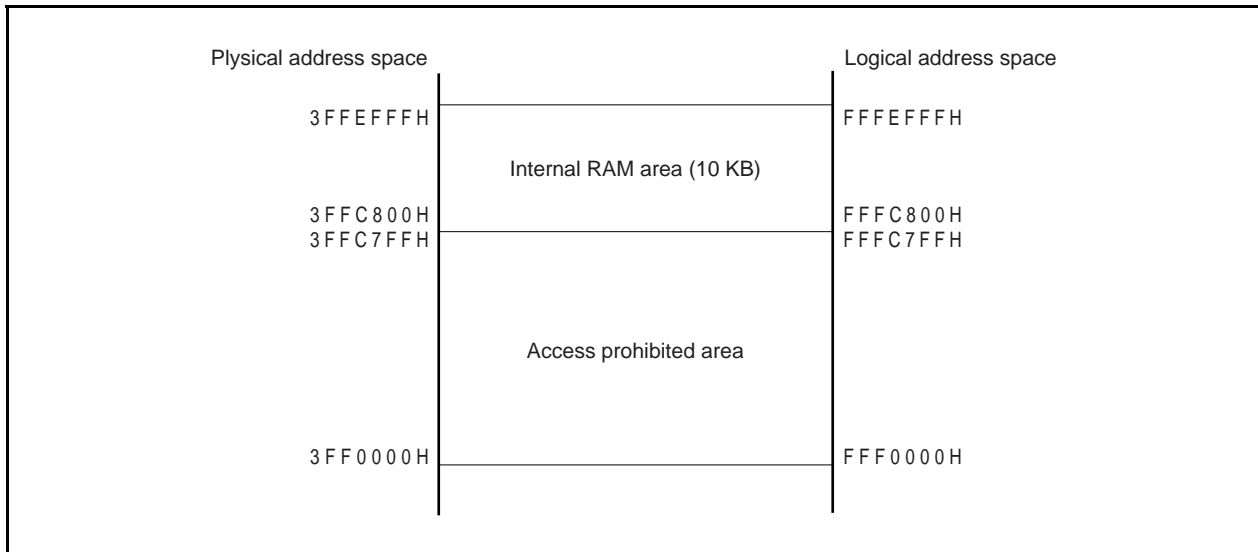 Plysical address space
Logical address space
3FFEFFFH
FFFEFFFH
Internal RAM area (10 KB)
3FFC800H
FFFC800H
3FFC7FFH
FFFC7FFH
Access prohibited area
3FF0000H
FFF0000H